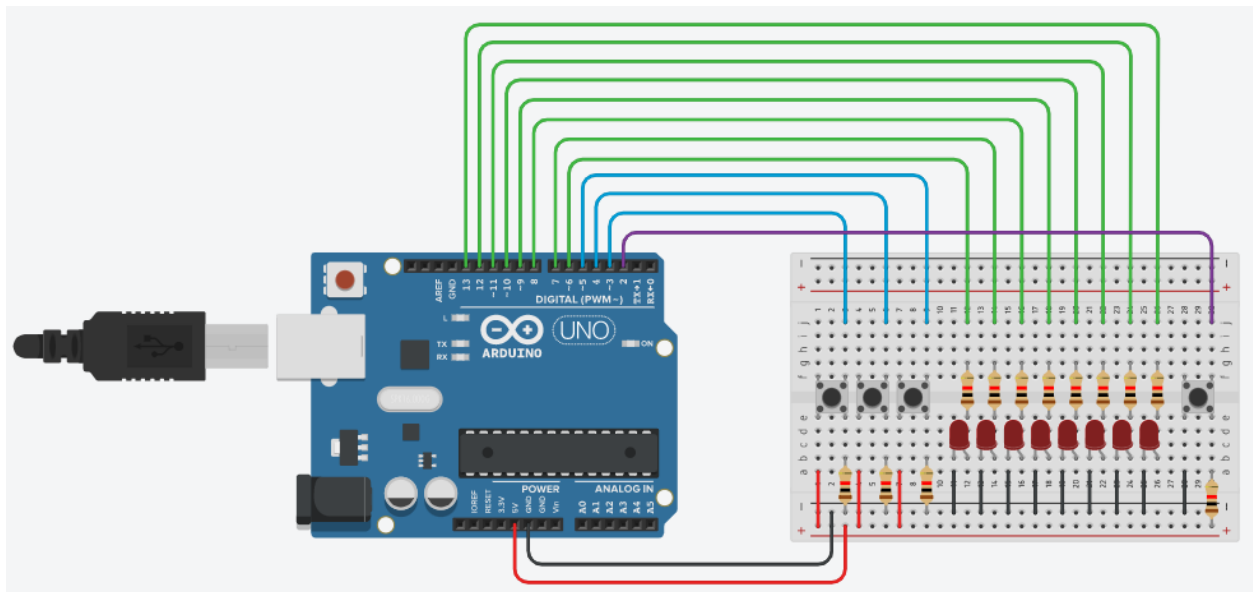 AREF
GND
13
12
~11
~10
~9
8
7
~6
~5
4
~3
2
TX→1
RX←0
DIGITAL (PWM~)
L
TX
RX
ARDUINO
UNO
ON
IOREF
RESET
3.3V
5V
GND
GND
Vin
POWER
ANALOG IN
A0
A1
A2
A3
A4
A5
- -
+ +
j j
i i
h h
g g
f f
e e
d d
c c
b b
a a
- -
+ +